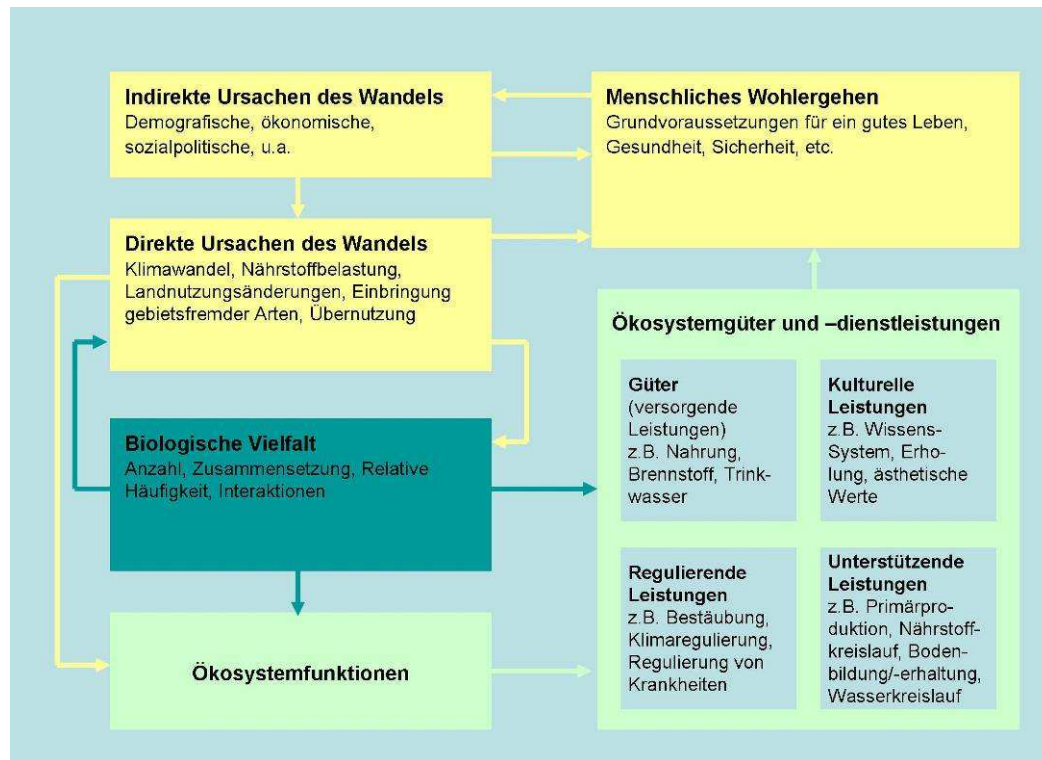 Indirekte Ursachen des Wandels
Demografische, ökonomische,
sozialpolitische, u.a.
Menschliches Wohlergehen
Grundvoraussetzungen für ein gutes Leben,
Gesundheit, Sicherheit, etc.
Direkte Ursachen des Wandels
Klimawandel, Nährstoffbelastung,
Landnutzungsänderungen, Einbringung
gebietsfremder Arten, Übernutzung
Biologische Vielfalt
Anzahl, Zusammensetzung, Relative
Häufigkeit, Interaktionen
Ökosystemfunktionen
Ökosystemgüter und –dienstleistungen
Güter
(versorgende
Leistungen)
z.B. Nahrung,
Brennstoff, Trink-
wasser
Kulturelle
Leistungen
z.B. Wissens-
System, Erho-
lung, ästhetische
Werte
Regulierende
Leistungen
z.B. Bestäubung,
Klimaregulierung,
Regulierung von
Krankheiten
Unterstützende
Leistungen
z.B. Primärpro-
duktion, Nährstoff-
kreislauf, Boden-
bildung/-erhaltung,
Wasserkreislauf